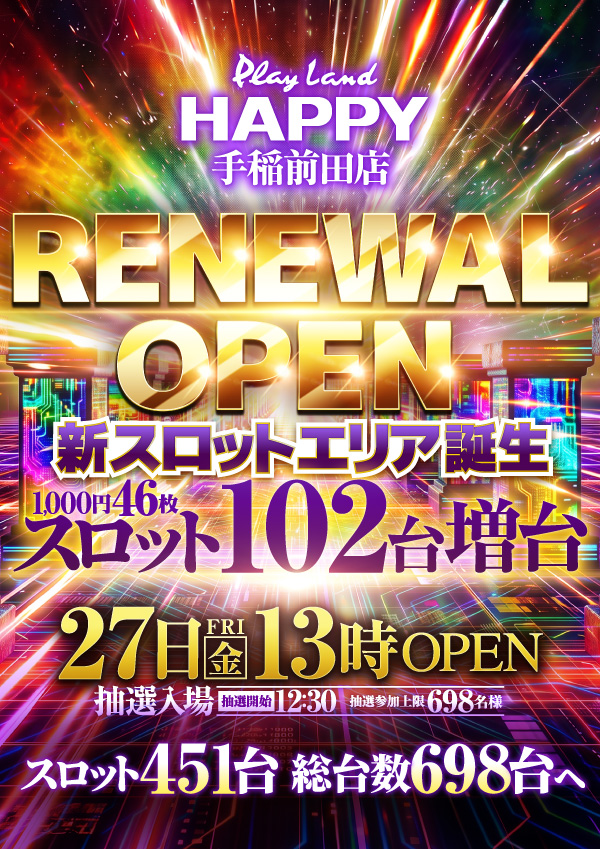 Play Land
HAPPY
手稲前田店
RENEWAL
OPEN
新スロットエリア誕生
1,000円46枚
スロット102台増台
27日FRI金13時OPEN
抽選入場 抽選開始 12:30 抽選参加上限698名様
スロット451台 総台数698台へ